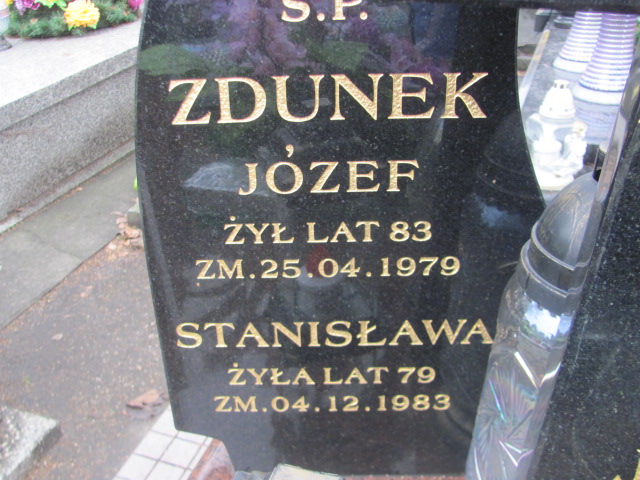 Ś.P.
ZDUNEK
JÓZEF
ŻYŁ LAT 83
ZM.25.04.1979
STANISŁAWA
ŻYŁA LAT 79
ZM.04.12.1983